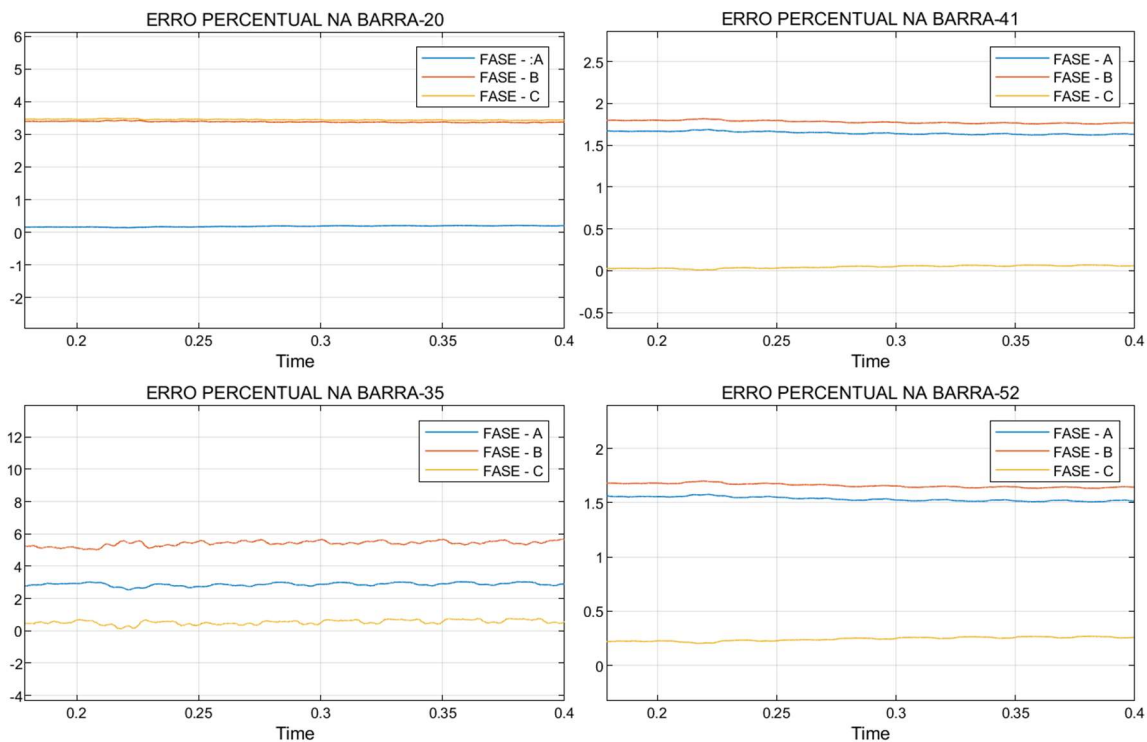 ERRO PERCENTUAL NA BARRA-20
6
5
4
3
2
1
0
-1
-2
FASE - :A
FASE - B
FASE - C
0.2 0.25 0.3 0.35 0.4
Time
ERRO PERCENTUAL NA BARRA-41
2.5
2
1.5
1
0.5
0
-0.5
FASE - A
FASE - B
FASE - C
0.2 0.25 0.3 0.35 0.4
Time
ERRO PERCENTUAL NA BARRA-35
12
10
8
6
4
2
0
-2
-4
FASE - A
FASE - B
FASE - C
0.2 0.25 0.3 0.35 0.4
Time
ERRO PERCENTUAL NA BARRA-52
2
1.5
1
0.5
0
FASE - A
FASE - B
FASE - C
0.2 0.25 0.3 0.35 0.4
Time